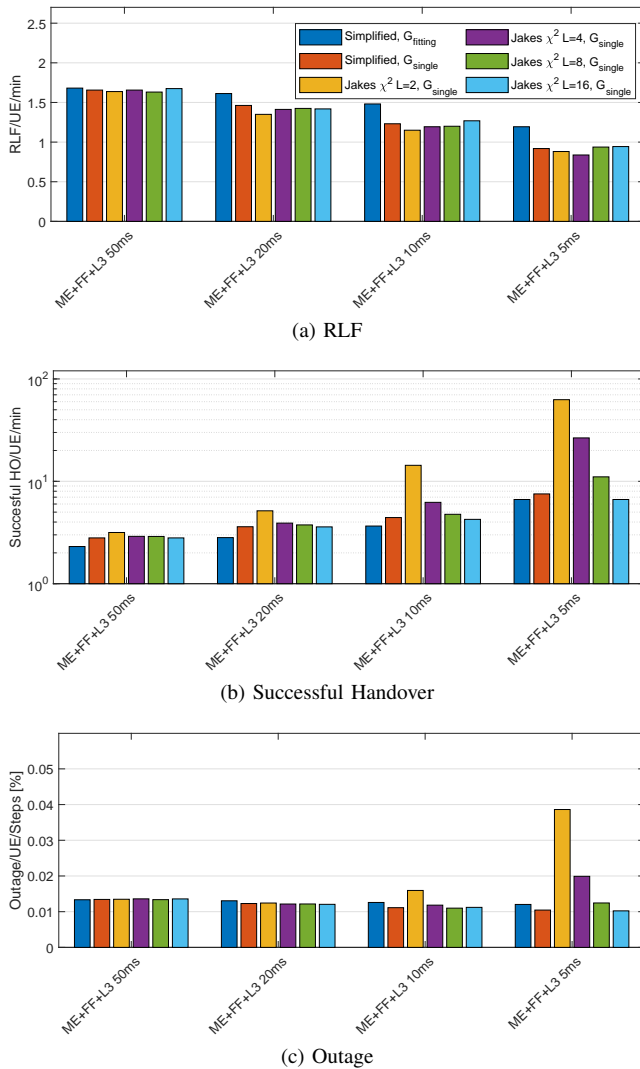 2.5
2
1.5
1
0.5
0
RLF/UE/min
Simplified, G_fitting
Simplified, G_single
Jakes χ² L=2, G_single
Jakes χ² L=4, G_single
Jakes χ² L=8, G_single
Jakes χ² L=16, G_single
ME+FF+L3 50ms
ME+FF+L3 20ms
ME+FF+L3 10ms
ME+FF+L3 5ms
(a) RLF
10²
10¹
10⁰
Succesful HO/UE/min
ME+FF+L3 50ms
ME+FF+L3 20ms
ME+FF+L3 10ms
ME+FF+L3 5ms
(b) Successful Handover
0.05
0.04
0.03
0.02
0.01
0
Outage/UE/Steps [%]
ME+FF+L3 50ms
ME+FF+L3 20ms
ME+FF+L3 10ms
ME+FF+L3 5ms
(c) Outage